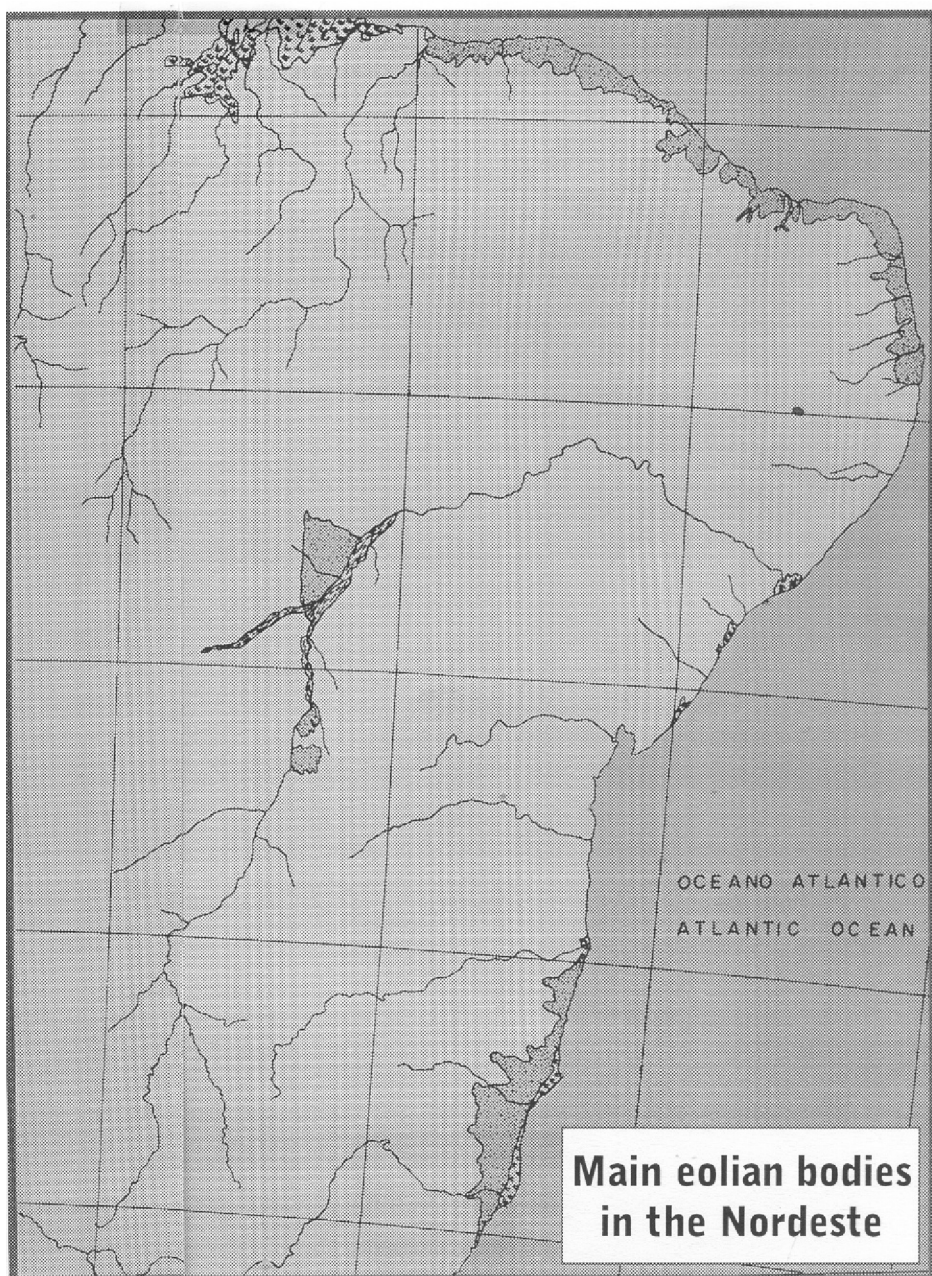 OCEANO ATLANTICO
ATLANTIC OCEAN
Main eolian bodies
in the Nordeste